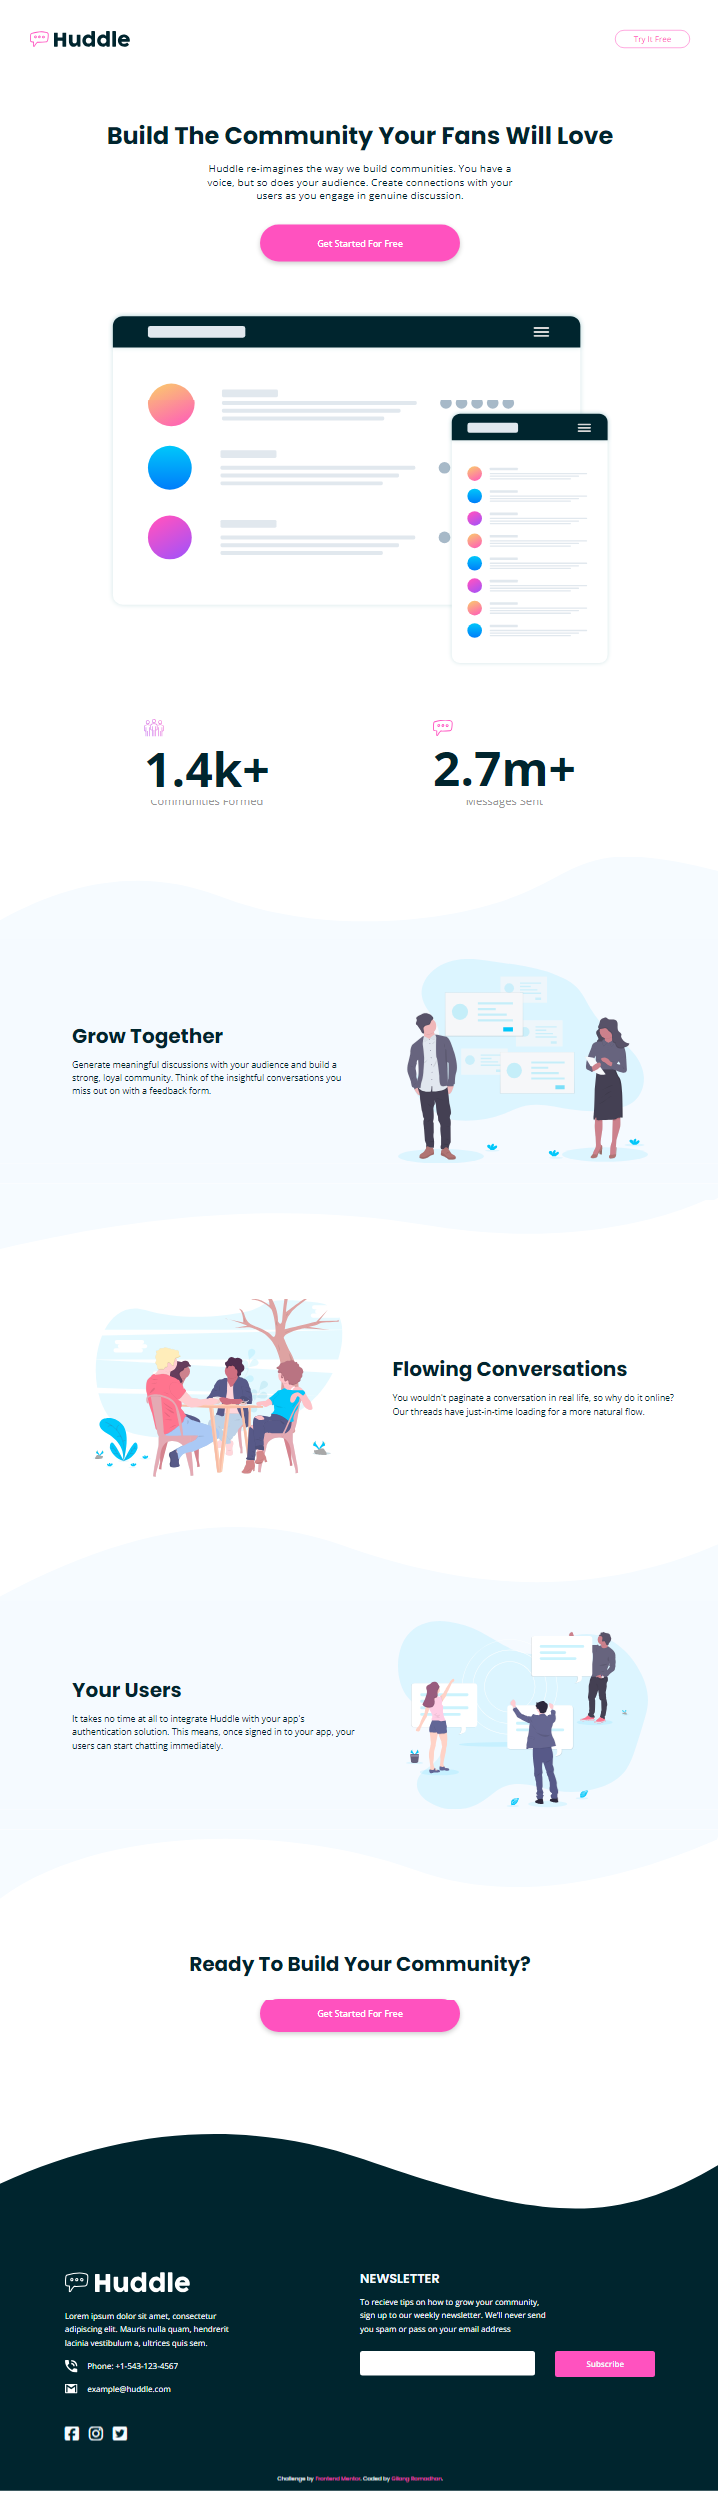 Huddle
Try It Free
Build The Community Your Fans Will Love
Huddle re-imagines the way we build communities. You have a
voice, but so does your audience. Create connections with your
users as you engage in genuine discussion.
Get Started For Free
1.4k+
Communities Formed
2.7m+
Messages Sent
Grow Together
Generate meaningful discussions with your audience and build a
strong, loyal community. Think of the insightful conversations you
miss out on with a feedback form.
Flowing Conversations
You wouldn't paginate a conversation in real life, so why do it online?
Our threads have just-in-time loading for a more natural flow.
Your Users
It takes no time at all to integrate Huddle with your app's
authentication solution. This means, once signed in to your app, your
users can start chatting immediately.
Ready To Build Your Community?
Get Started For Free
Huddle
Lorem ipsum dolor sit amet, consectetur
adipiscing elit. Mauris nulla quam, hendrerit
lacinia vestibulum a, ultrices quis sem.
Phone: +1-543-123-4567
example@huddle.com
NEWSLETTER
To recieve tips on how to grow your community,
sign up to our weekly newsletter. We'll never send
you spam or pass on your email address
Subscribe
Challenge by Frontend Mentor. Coded by Gilang Ramadhan.